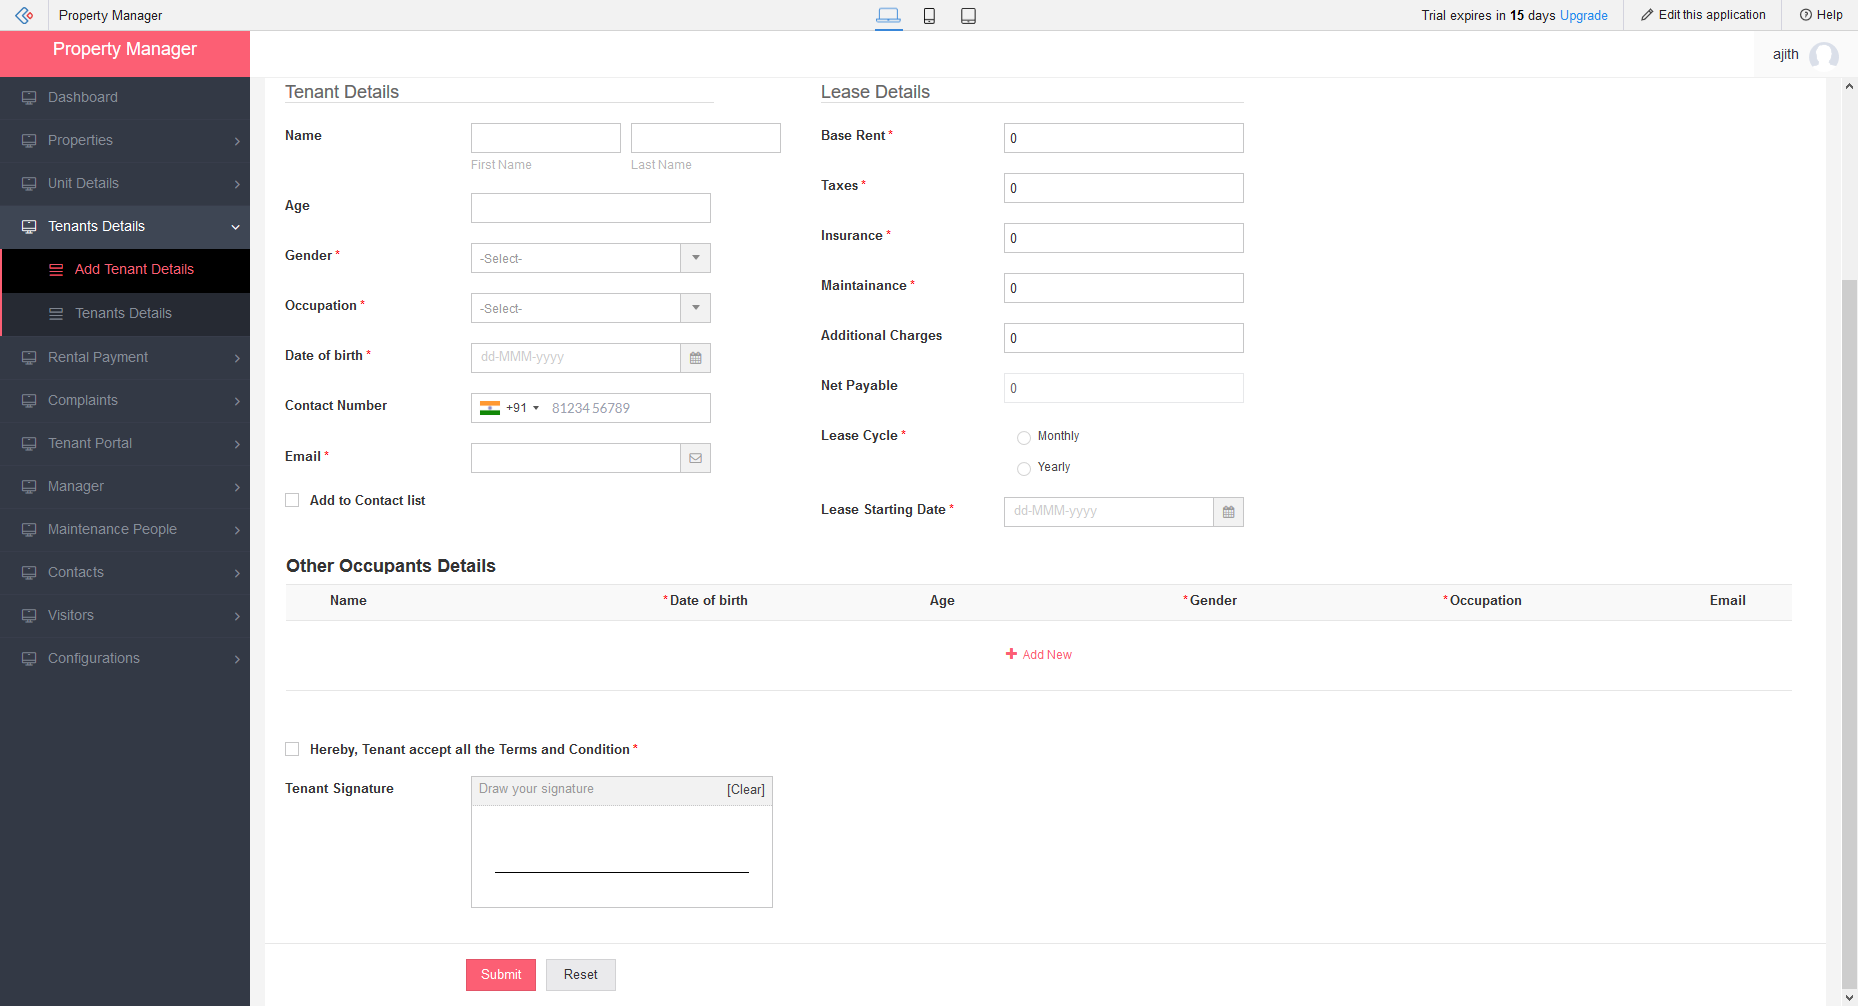 Property Manager
Trial expires in 15 days Upgrade
Edit this application
Help
Property Manager
ajith
Dashboard
Properties
Unit Details
Tenants Details
Add Tenant Details
Tenants Details
Rental Payment
Complaints
Tenant Portal
Manager
Maintenance People
Contacts
Visitors
Configurations
Tenant Details
Name
First Name
Last Name
Age
Gender *
-Select-
Occupation *
-Select-
Date of birth *
dd-MMM-yyyy
Contact Number
+91 81234 56789
Email *
Add to Contact list
Lease Details
Base Rent *
0
Taxes *
0
Insurance *
0
Maintainance *
0
Additional Charges
0
Net Payable
0
Lease Cycle *
Monthly
Yearly
Lease Starting Date *
dd-MMM-yyyy
Other Occupants Details
Name
* Date of birth
Age
* Gender
* Occupation
Email
Add New
Hereby, Tenant accept all the Terms and Condition *
Tenant Signature
Draw your signature
[Clear]
Submit
Reset